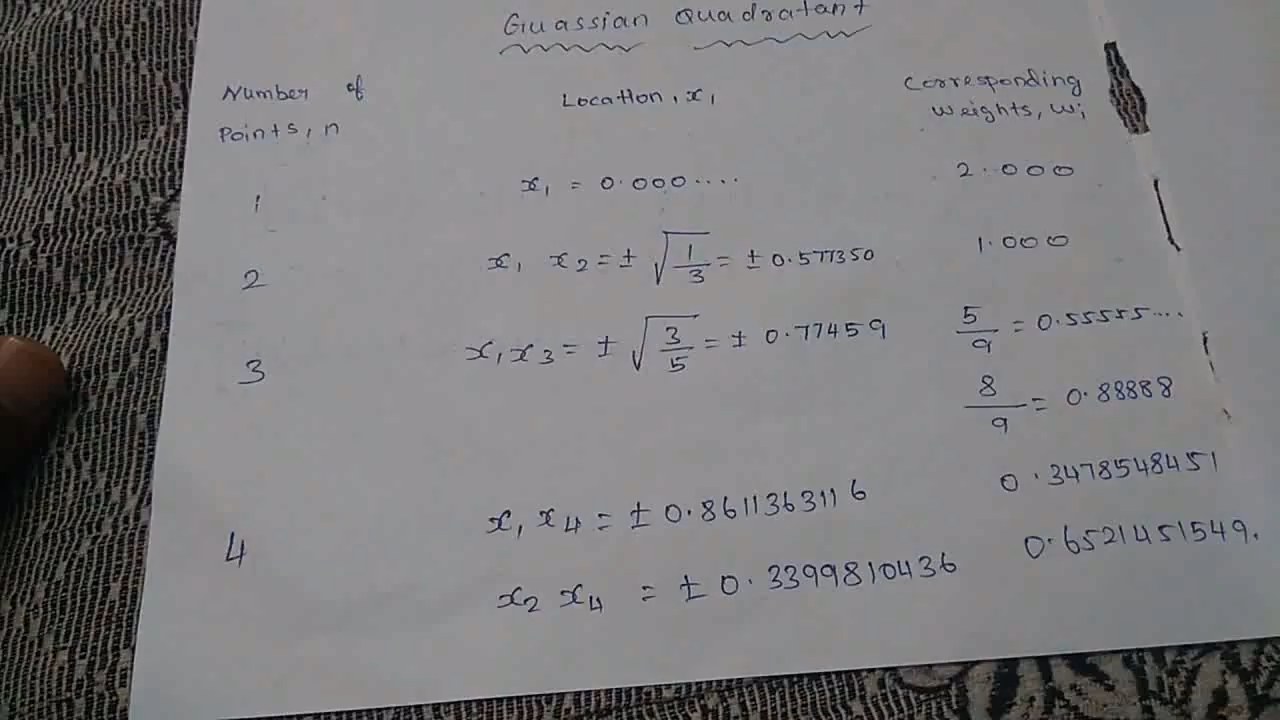 Guassian Quadratant
Number of Points, n
Location, x₁
Corresponding Weights, wi
1
x₁ = 0.000....
2.000
2
x₁ x₂ = ± √(1/3) = ± 0.577350
1.000
3
x₁ x₃ = ± √(3/5) = ± 0.77459
5/9 = 0.55555...
8/9 = 0.88888
4
x₁ x₄ = ± 0.8611363116
0.3478548451
x₂ x₄ = ± 0.3399810436
0.6521451549.